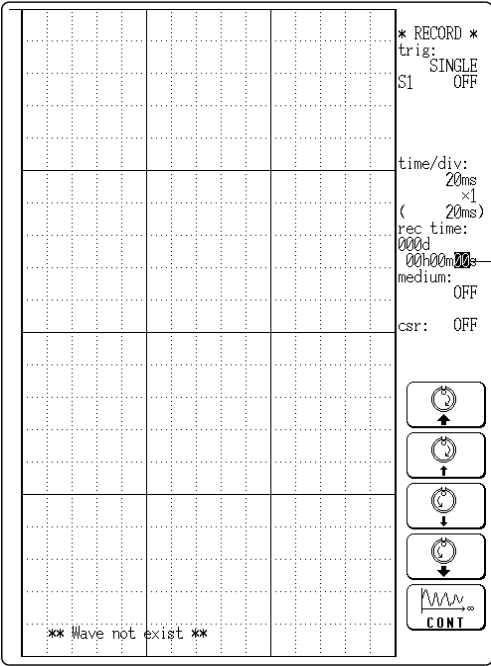 * RECORD *
trig:
SINGLE
S1 OFF
time/div:
20ms
×1
( 20ms)
rec time:
000d
00h00m00s
medium:
OFF
csr: OFF
∞
CONT
** Wave not exist **